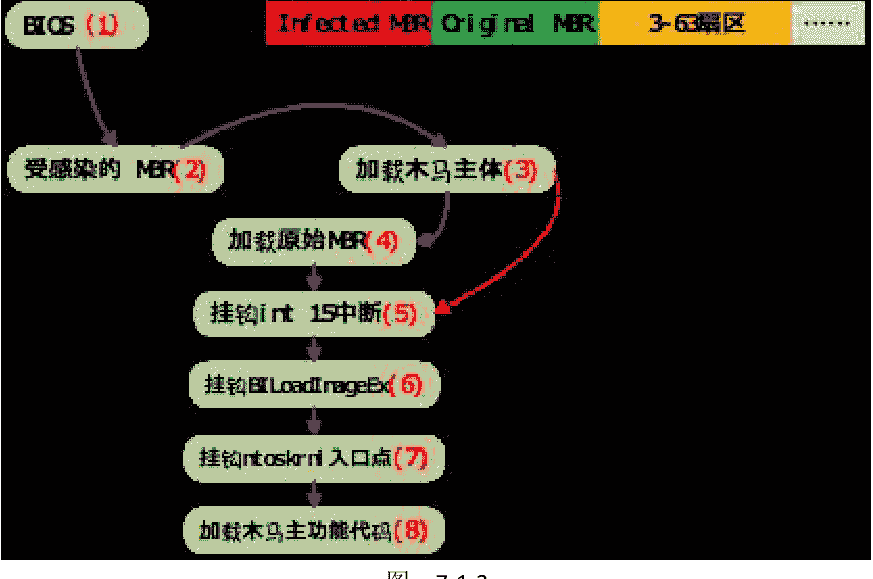 BIOS (1)
Infected MBR Original MBR 3-63扇区 ······
受感染的 MBR(2)
加载木马主体(3)
加载原始MBR(4)
挂钩int 15中断(5)
挂钩BILoadImageEx(6)
挂钩ntoskrnl入口点(7)
加载木马主功能代码(8)